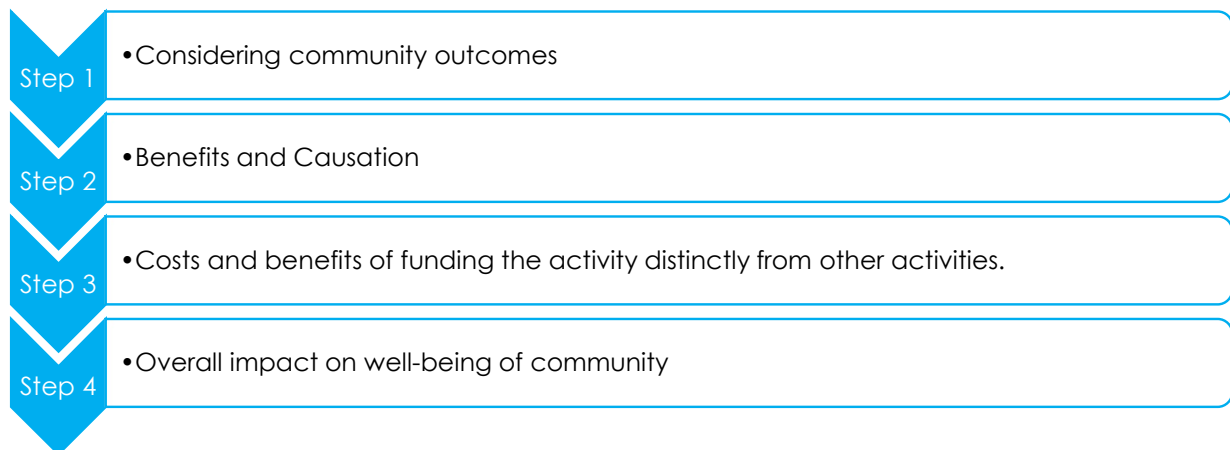 Step 1
•Considering community outcomes
Step 2
•Benefits and Causation
Step 3
•Costs and benefits of funding the activity distinctly from other activities.
Step 4
•Overall impact on well-being of community